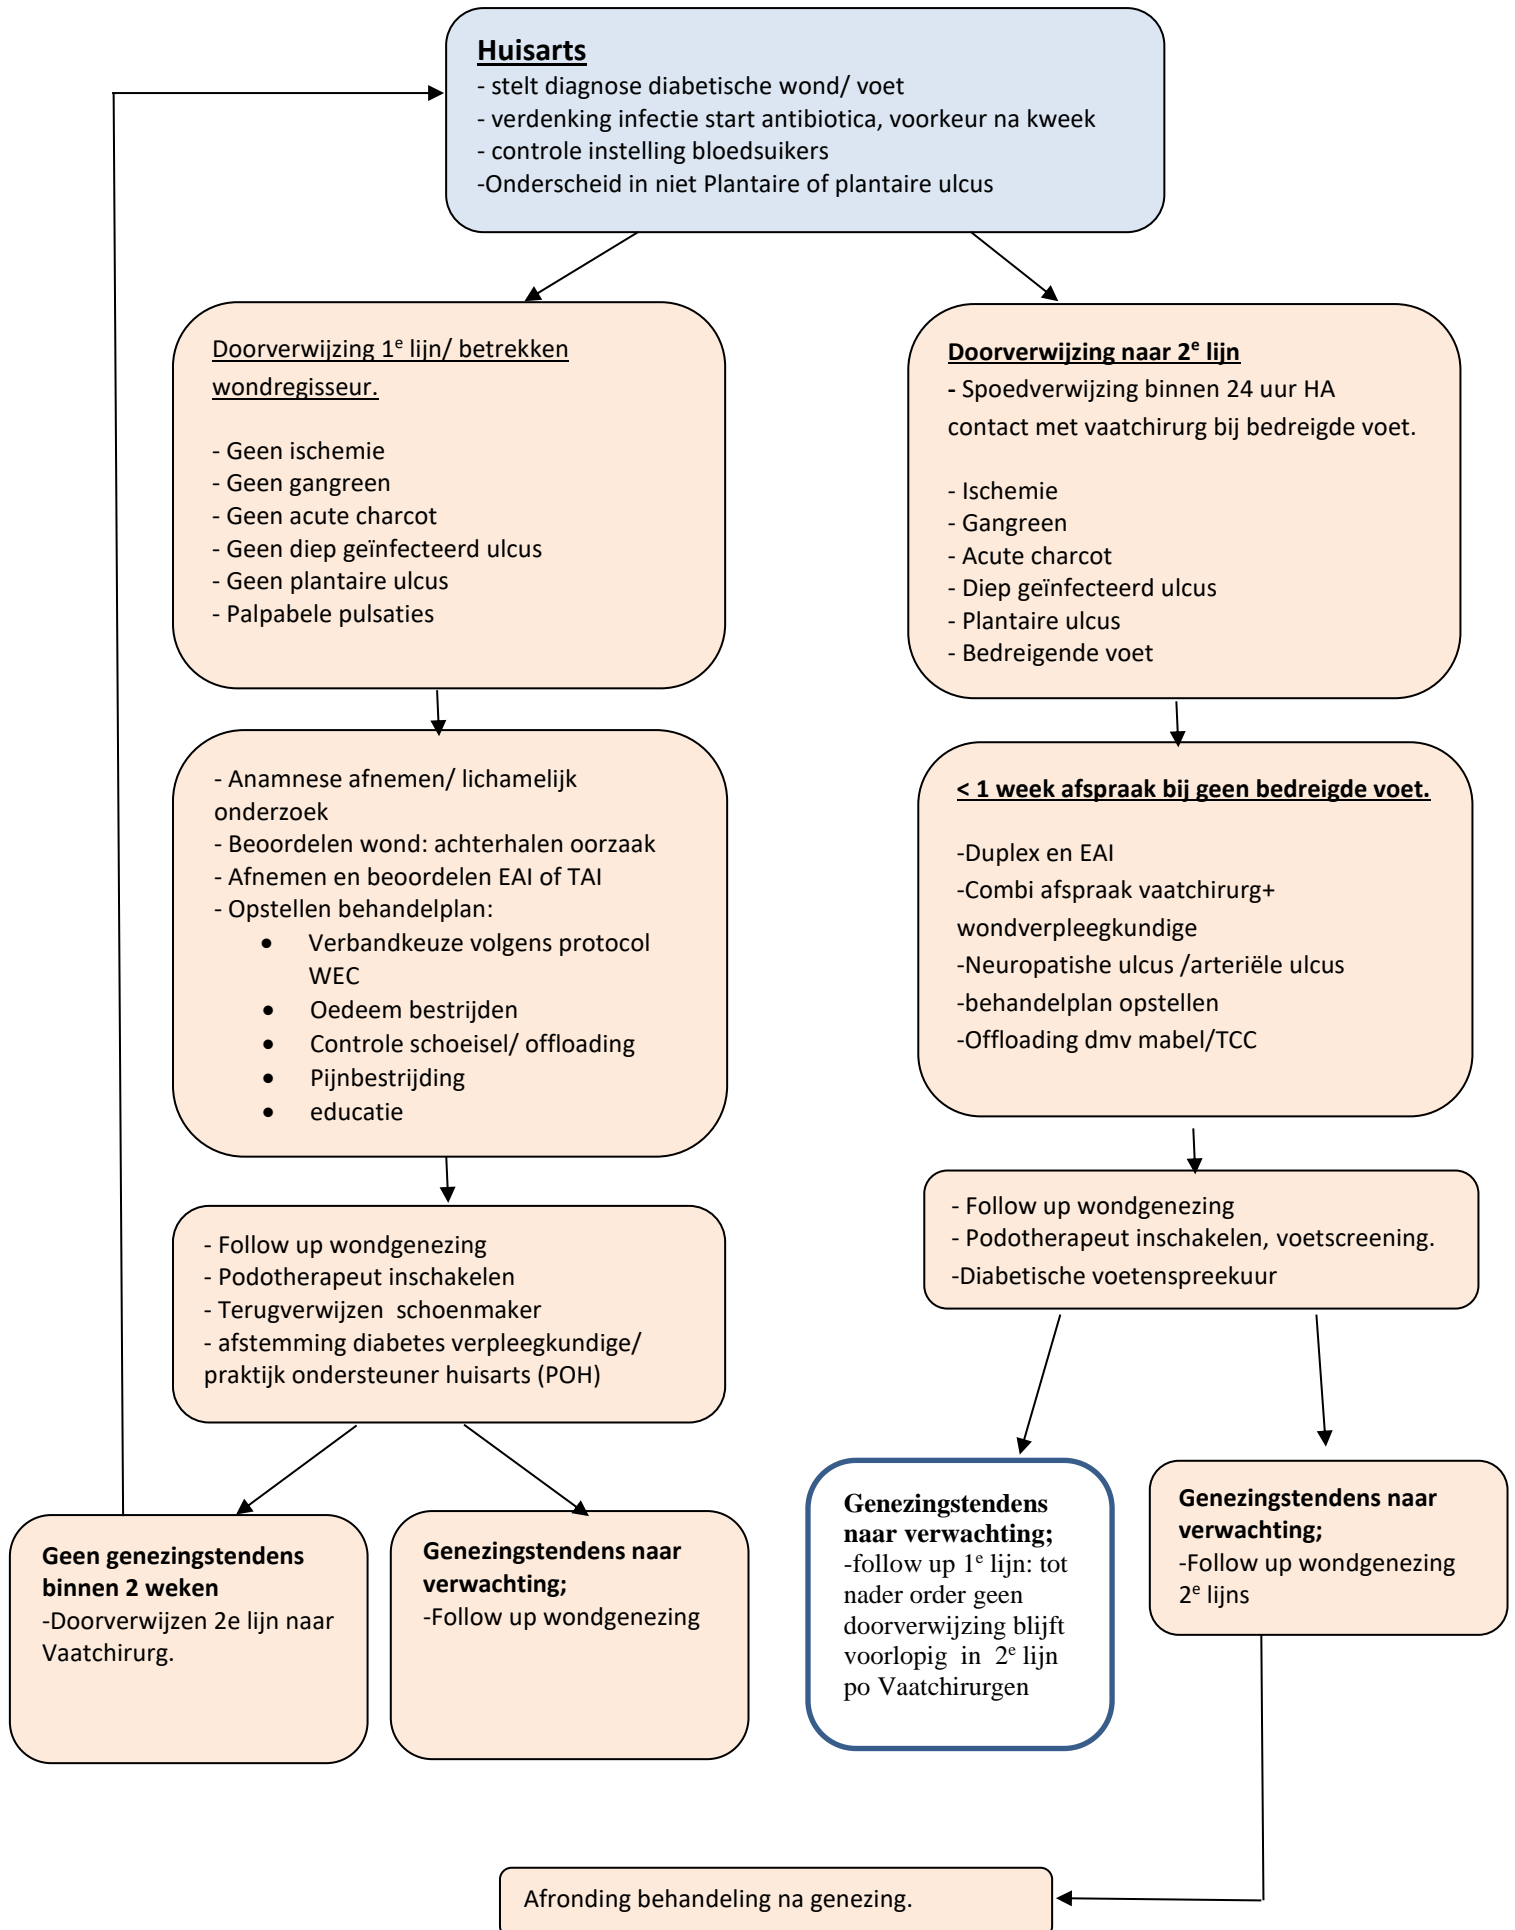 Huisarts
- stelt diagnose diabetische wond/ voet
- verdenking infectie start antibiotica, voorkeur na kweek
- controle instelling bloedsuikers
-Onderscheid in niet Plantaire of plantaire ulcus
Doorverwijzing 1e lijn/ betrekken
wondregisseur.
- Geen ischemie
- Geen gangreen
- Geen acute charcot
- Geen diep geïnfecteerd ulcus
- Geen plantaire ulcus
- Palpabele pulsaties
Doorverwijzing naar 2e lijn
- Spoedverwijzing binnen 24 uur HA
contact met vaatchirurg bij bedreigde voet.
- Ischemie
- Gangreen
- Acute charcot
- Diep geïnfecteerd ulcus
- Plantaire ulcus
- Bedreigende voet
- Anamnese afnemen/ lichamelijk
onderzoek
- Beoordelen wond: achterhalen oorzaak
- Afnemen en beoordelen EAI of TAI
- Opstellen behandelplan:
• Verbandkeuze volgens protocol
WEC
• Oedeem bestrijden
• Controle schoeisel/ offloading
• Pijnbestrijding
• educatie
< 1 week afspraak bij geen bedreigde voet.
-Duplex en EAI
-Combi afspraak vaatchirurg+
wondverpleegkundige
-Neuropatishe ulcus /arteriële ulcus
-behandelplan opstellen
-Offloading dmv mabel/TCC
- Follow up wondgenezing
- Podotherapeut inschakelen
- Terugverwijzen  schoenmaker
- afstemming diabetes verpleegkundige/
praktijk ondersteuner huisarts (POH)
- Follow up wondgenezing
- Podotherapeut inschakelen, voetscreening.
-Diabetische voetenspreekuur
Geen genezingstendens
binnen 2 weken
-Doorverwijzen 2e lijn naar
Vaatchirurg.
Genezingstendens naar
verwachting;
-Follow up wondgenezing
Genezingstendens
naar verwachting;
-follow up 1e lijn: tot
nader order geen
doorverwijzing blijft
voorlopig  in  2e lijn
po Vaatchirurgen
Genezingstendens naar
verwachting;
-Follow up wondgenezing
2e lijns
Afronding behandeling na genezing.